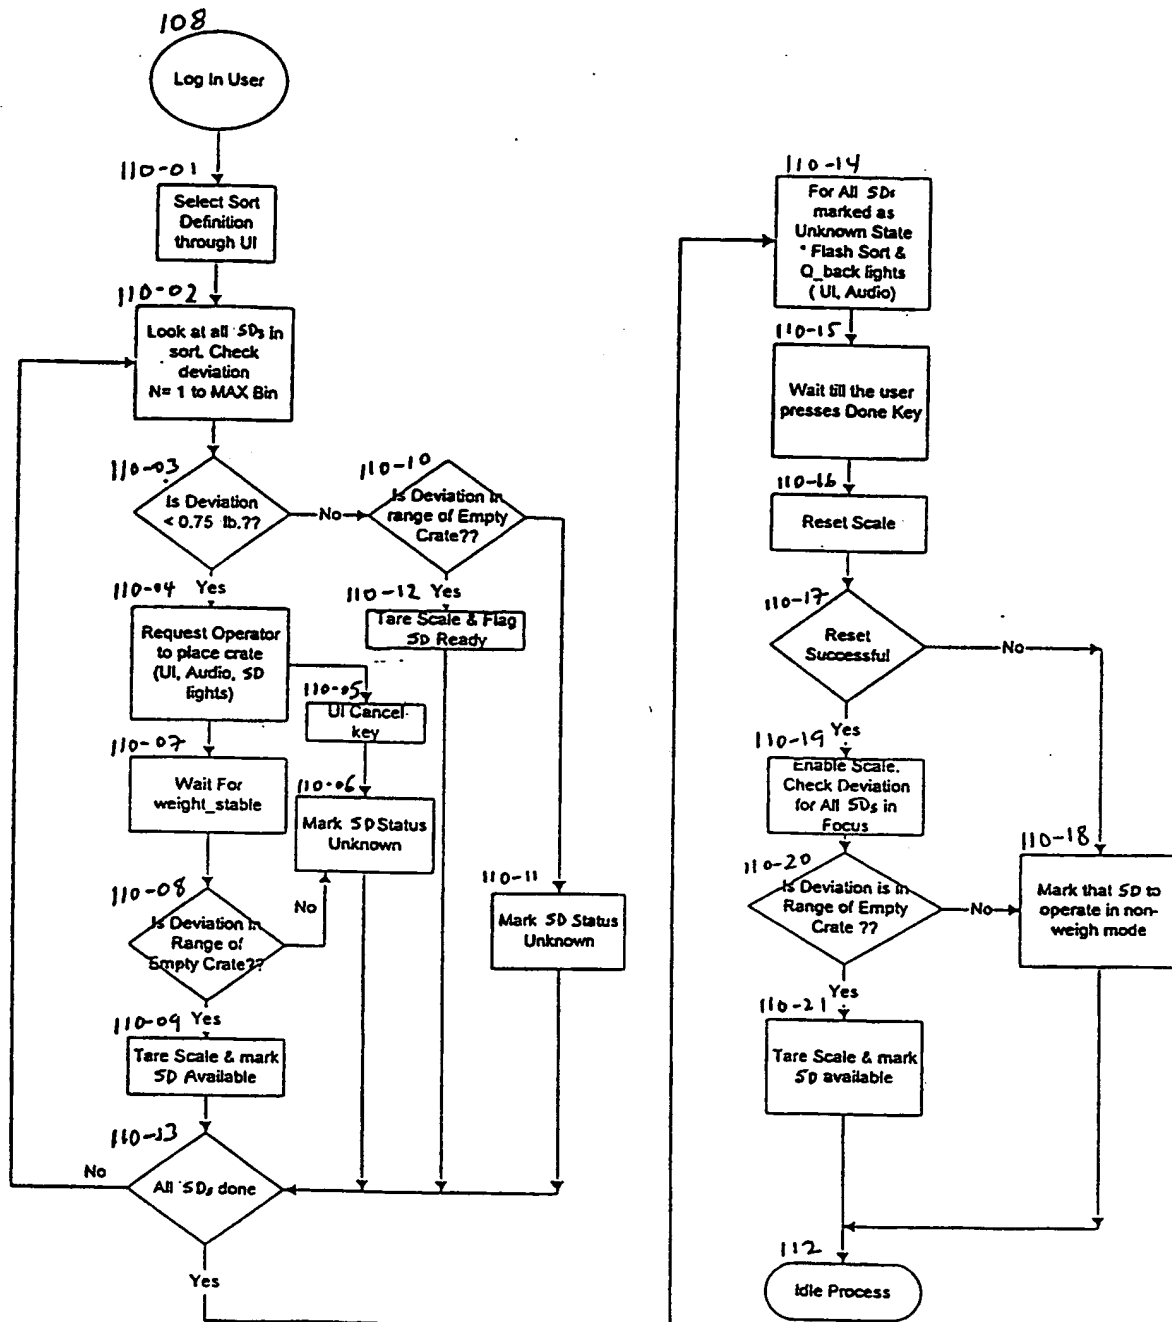 108
Log In User
110-01
Select Sort
Definition
through UI
110-02
Look at all SDs in
sort. Check
deviation
N= 1 to MAX Bin
110-03
Is Deviation
< 0.75 lb.??
No
110-10
Is Deviation in
range of Empty
Crate??
Yes
110-04
Request Operator
to place crate
(UI, Audio, SD
lights)
110-12
Yes
Tare Scale & Flag
SD Ready
110-05
UI Cancel
key
110-07
Wait For
weight_stable
110-06
Mark SD Status
Unknown
110-08
Is Deviation in
Range of
Empty Crate??
No
110-11
Mark SD Status
Unknown
Yes
110-09
Tare Scale & mark
SD Available
110-13
All SDs done
No
Yes
110-14
For All SDs
marked as
Unknown State
* Flash Sort &
Q_back lights
( UI, Audio)
110-15
Wait till the user
presses Done Key
110-16
Reset Scale
110-17
Reset
Successful
No
Yes
110-19
Enable Scale.
Check Deviation
for All SDs in
Focus
110-20
Is Deviation is in
Range of Empty
Crate ??
No
110-18
Mark that SD to
operate in non-
weigh mode
Yes
110-21
Tare Scale & mark
SD available
112
Idle Process